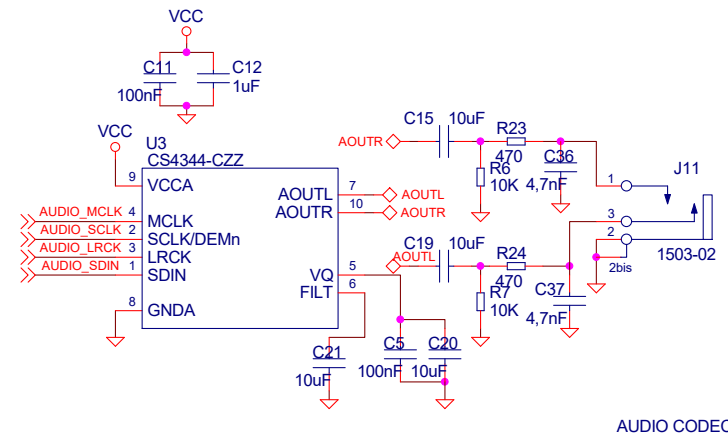 VCC
C11
C12
100nF
1uF
VCC
U3
CS4344-CZZ
9
VCCA
AOUTL
7
AOUTL
AOUTR
10
AOUTR
AUDIO_MCLK
4
MCLK
AUDIO_SCLK
2
SCLK/DEMn
AUDIO_LRCK
3
LRCK
AUDIO_SDIN
1
SDIN
VQ
5
FILT
6
8
GNDA
C21
10uF
C5
100nF
C20
10uF
C15
10uF
AOUTR
R23
470
R6
10K
C36
4,7nF
C19
10uF
AOUTL
R24
470
R7
10K
C37
4,7nF
J11
1
3
2
2bis
1503-02
AUDIO CODEC